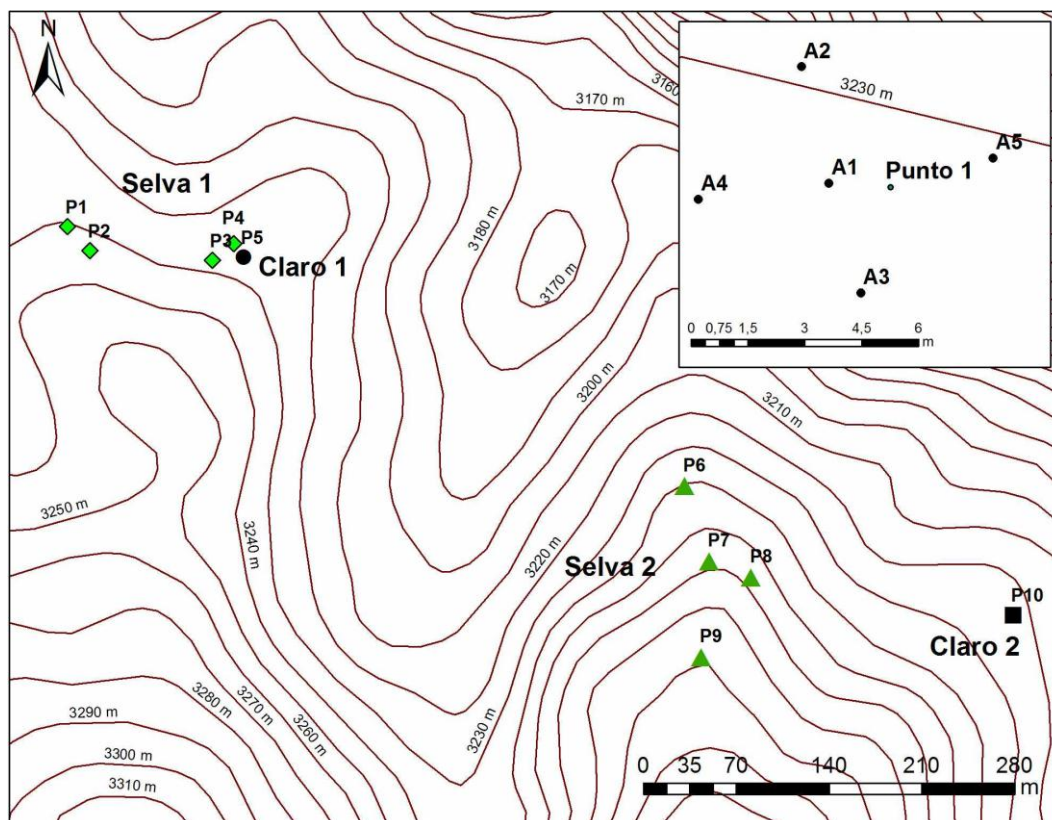 N
3160
3170 m
3180 m
3170 m
3200 m
3210 m
3220 m
3230 m
3240 m
3250 m
3260 m
3270 m
3280 m
3290 m
3300 m
3310 m
Selva 1
P1
P2
P3
P4
P5
Claro 1
Selva 2
P6
P7
P8
P9
P10
Claro 2
0 35 70 140 210 280
m
A2
3230 m
A5
A1
Punto 1
A4
A3
0 0,75 1,5 3 4,5 6
m